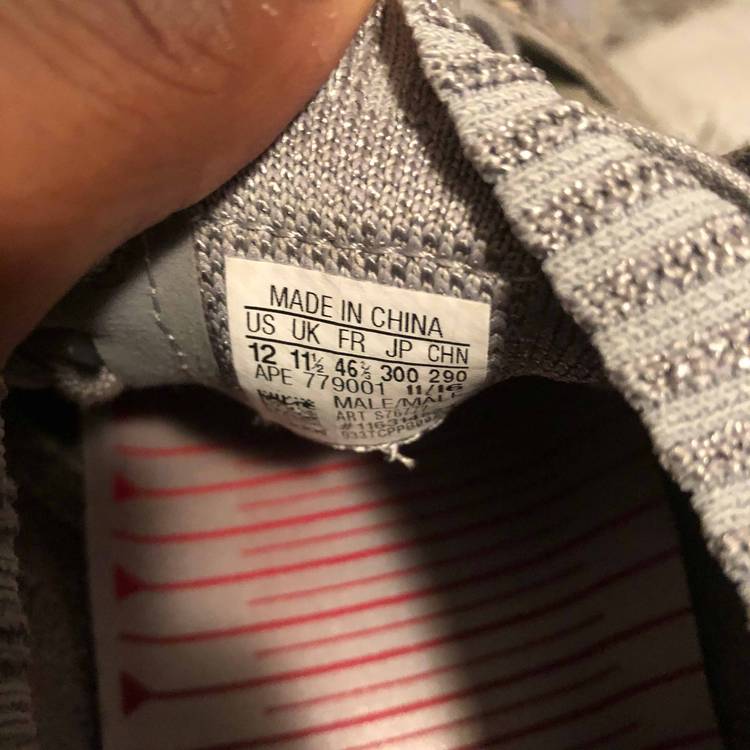 MADE IN CHINA
US UK FR JP CHN
12 11½ 46⅔ 300 290
APE 779001 11/16
MALE/MALE
ART